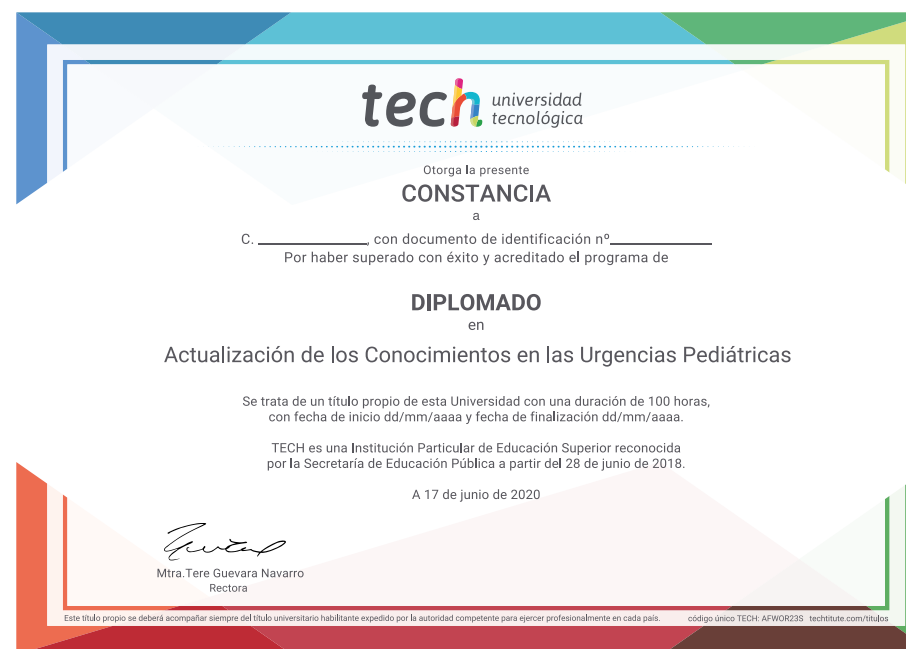 tech universidad
tecnológica
Otorga la presente
CONSTANCIA
a
C. ____________, con documento de identificación nº____________
Por haber superado con éxito y acreditado el programa de
DIPLOMADO
en
Actualización de los Conocimientos en las Urgencias Pediátricas
Se trata de un título propio de esta Universidad con una duración de 100 horas,
con fecha de inicio dd/mm/aaaa y fecha de finalización dd/mm/aaaa.
TECH es una Institución Particular de Educación Superior reconocida
por la Secretaría de Educación Pública a partir del 28 de junio de 2018.
A 17 de junio de 2020
Mtra.Tere Guevara Navarro
Rectora
Este título propio se deberá acompañar siempre del título universitario habilitante expedido por la autoridad competente para ejercer profesionalmente en cada país. código único TECH: AFWOR23S techtitute.com/titulos